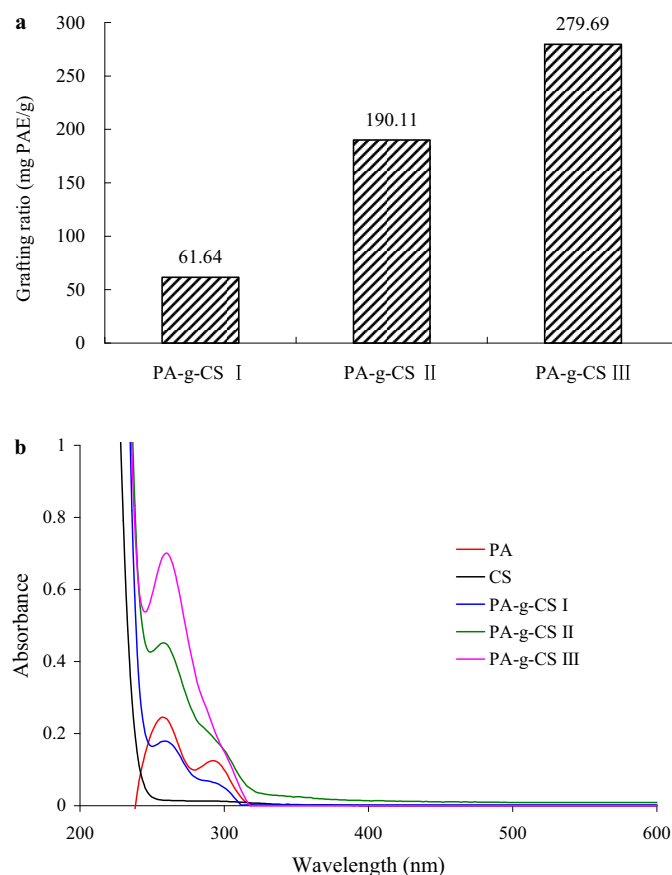 a
Grafting ratio (mg PAE/g)
300
250
200
150
100
50
0
61.64
190.11
279.69
PA-g-CS Ⅰ
PA-g-CS Ⅱ
PA-g-CS Ⅲ
b
Absorbance
1
0.8
0.6
0.4
0.2
0
PA
CS
PA-g-CS I
PA-g-CS II
PA-g-CS III
200 300 400 500 600
Wavelength (nm)